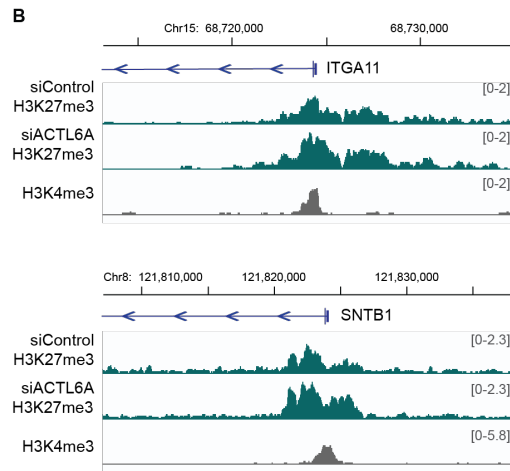 B
Chr15: 68,720,000 68,730,000
ITGA11
siControl
H3K27me3
[0-2]
siACTL6A
H3K27me3
[0-2]
H3K4me3
[0-2]
Chr8: 121,810,000 121,820,000 121,830,000
SNTB1
siControl
H3K27me3
[0-2.3]
siACTL6A
H3K27me3
[0-2.3]
H3K4me3
[0-5.8]